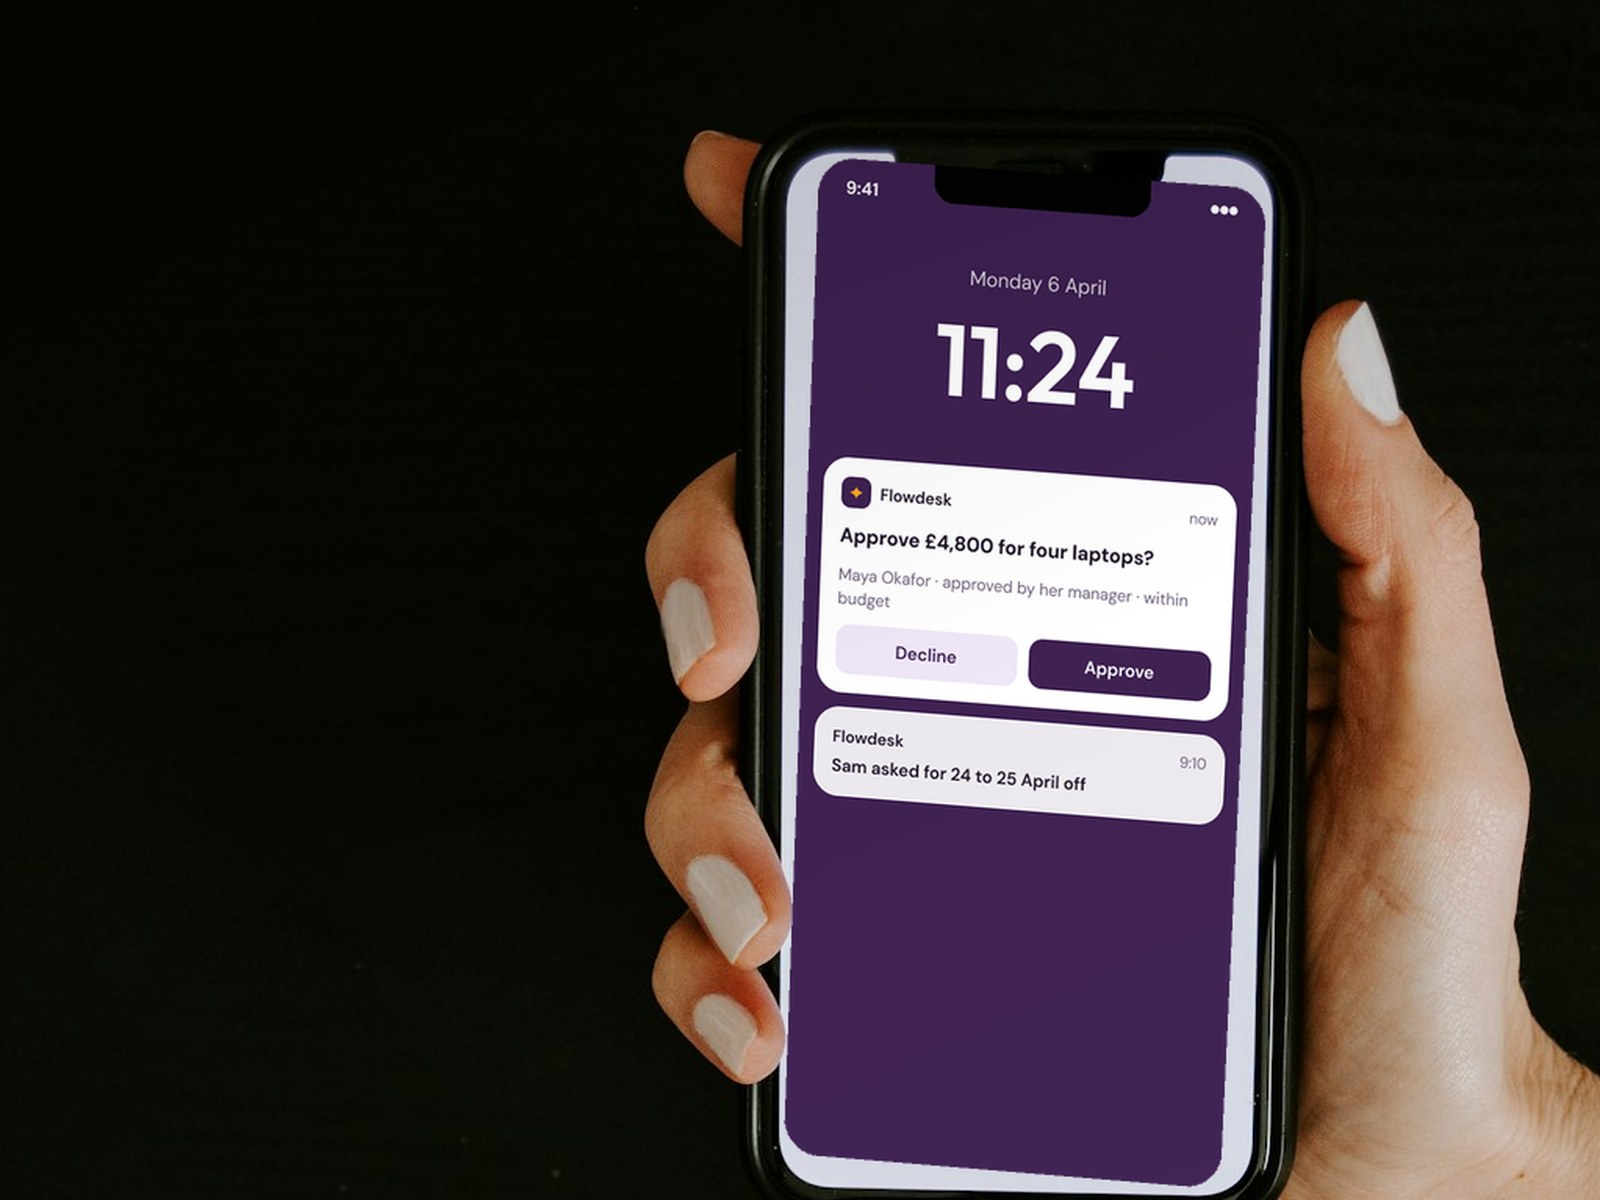 9:41
Monday 6 April
11:24
Flowdesk
now
Approve £4,800 for four laptops?
Maya Okafor · approved by her manager · within
budget
Decline
Approve
Flowdesk
9:10
Sam asked for 24 to 25 April off